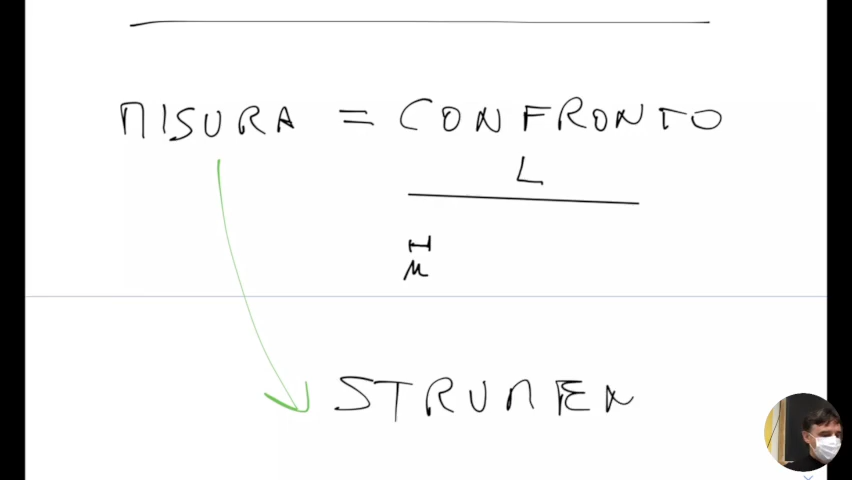 MISURA = CONFRONTO
L
u
STRUMEN